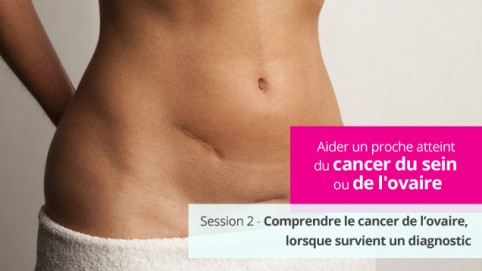 Aider un proche atteint
du cancer du sein
ou de l'ovaire
Session 2 - Comprendre le cancer de l’ovaire,
lorsque survient un diagnostic